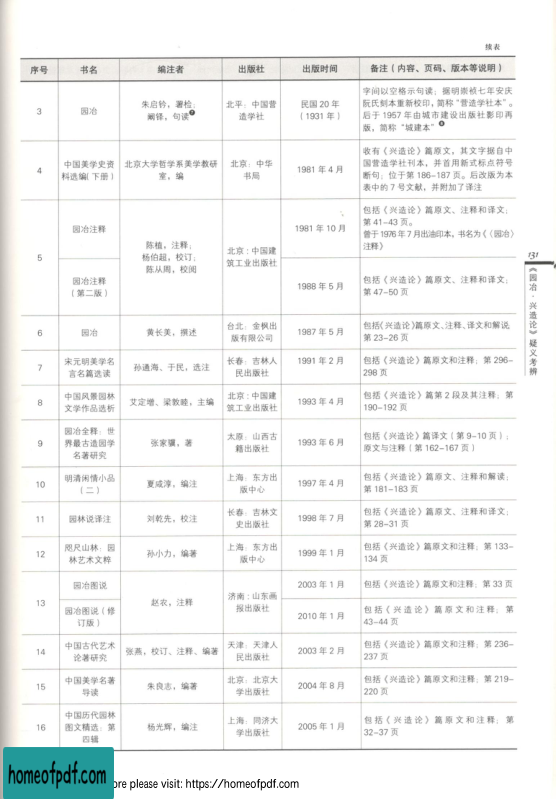 续表
序号 书名 编注者 出版社 出版时间 备注（内容、页码、版本等说明）
3 园冶 朱启钤，署检； 阚铎，句读❼ 北平：中国营造学社 民国 20年（1931年）
字间以空格示句读；据明崇祯七年安庆
阮氏刻本重新校印，简称“营造学社本”。
后于 1957 年由城市建设出版社影印再
版，简称“城建本”❽
4 中国美学史资料选编（下册） 北京大学哲学系美学教研室，编 北京：中华书局 1981 年 4 月
收有《兴造论》篇原文，其文字据自中
国营造学社刊本，并首用新式标点符号
断句；位于第 186-187 页。后改版为本
表中的 7 号文献，并附加了译注
5 园冶注释 陈植，注释； 杨伯超，校订； 陈从周，校阅 北京：中国建筑工业出版社 1981 年 10 月
包括《兴造论》篇原文、注释和译文；
第 41-43 页。
曾于 1976 年 7 月出油印本，书名为《〈园冶〉
注释》
园冶注释（第二版） 1988 年 5 月
包括《兴造论》篇原文、注释和译文；
第 47-50 页
6 园冶 黄长美，撰述 台北：金枫出版有限公司 1987 年 5 月
包括《兴造论》篇原文、注释、译文和解说
第 23-26 页
7 宋元明美学名言名篇选读 孙通海、于民，选注 长春：吉林人民出版社 1991 年 2 月
包括《兴造论》篇原文和注释；第 296-
298 页
8 中国风景园林文学作品选析 艾定增、梁敦睦，主编 北京：中国建筑工业出版社 1993 年 4 月
包括《兴造论》篇第 2 段及其注释；第
190-192 页
9 园冶全释：世界最古造园学名著研究 张家骥，著 太原：山西古籍出版社 1993 年 6 月
包括《兴造论》篇译文（第 9-10 页）；
原文与注释（第 162-167 页）
10 明清闲情小品（二） 夏咸淳，编注 上海：东方出版中心 1997 年 4 月
包括《兴造论》篇原文、注释和解读；
第 181-183 页
11 园林说译注 刘乾先，校注 长春：吉林文史出版社 1998 年 7 月
包括《兴造论》篇原文、注释和译文；
第 28-31 页
12 咫尺山林：园林艺术文粹 孙小力，编著 上海：东方出版中心 1999 年 1 月
包括《兴造论》篇原文和注释；第 133-
134 页
13 园冶图说 赵农，注释 济南：山东画报出版社 2003 年 1 月
包括《兴造论》篇原文和注释；第 33 页
园冶图说（修订版） 2010 年 1 月
包括《兴造论》篇原文和注释；第
43-44 页
14 中国古代艺术论著研究 张燕，校订、注释、编著 天津：天津人民出版社 2003 年 2 月
包括《兴造论》篇原文和注释；第 236-
237 页
15 中国美学名著导读 朱良志，编著 北京：北京大学出版社 2004 年 8 月
包括《兴造论》篇原文和注释；第 219-
220 页
16 中国历代园林图文精选：第四辑 杨光辉，编注 上海：同济大学出版社 2005 年 1 月
包括《兴造论》篇原文和注释；第
32-37 页
131
《园冶·兴造论》疑义考辨
homeofpdf.com
ore please visit: https://homeofpdf.com